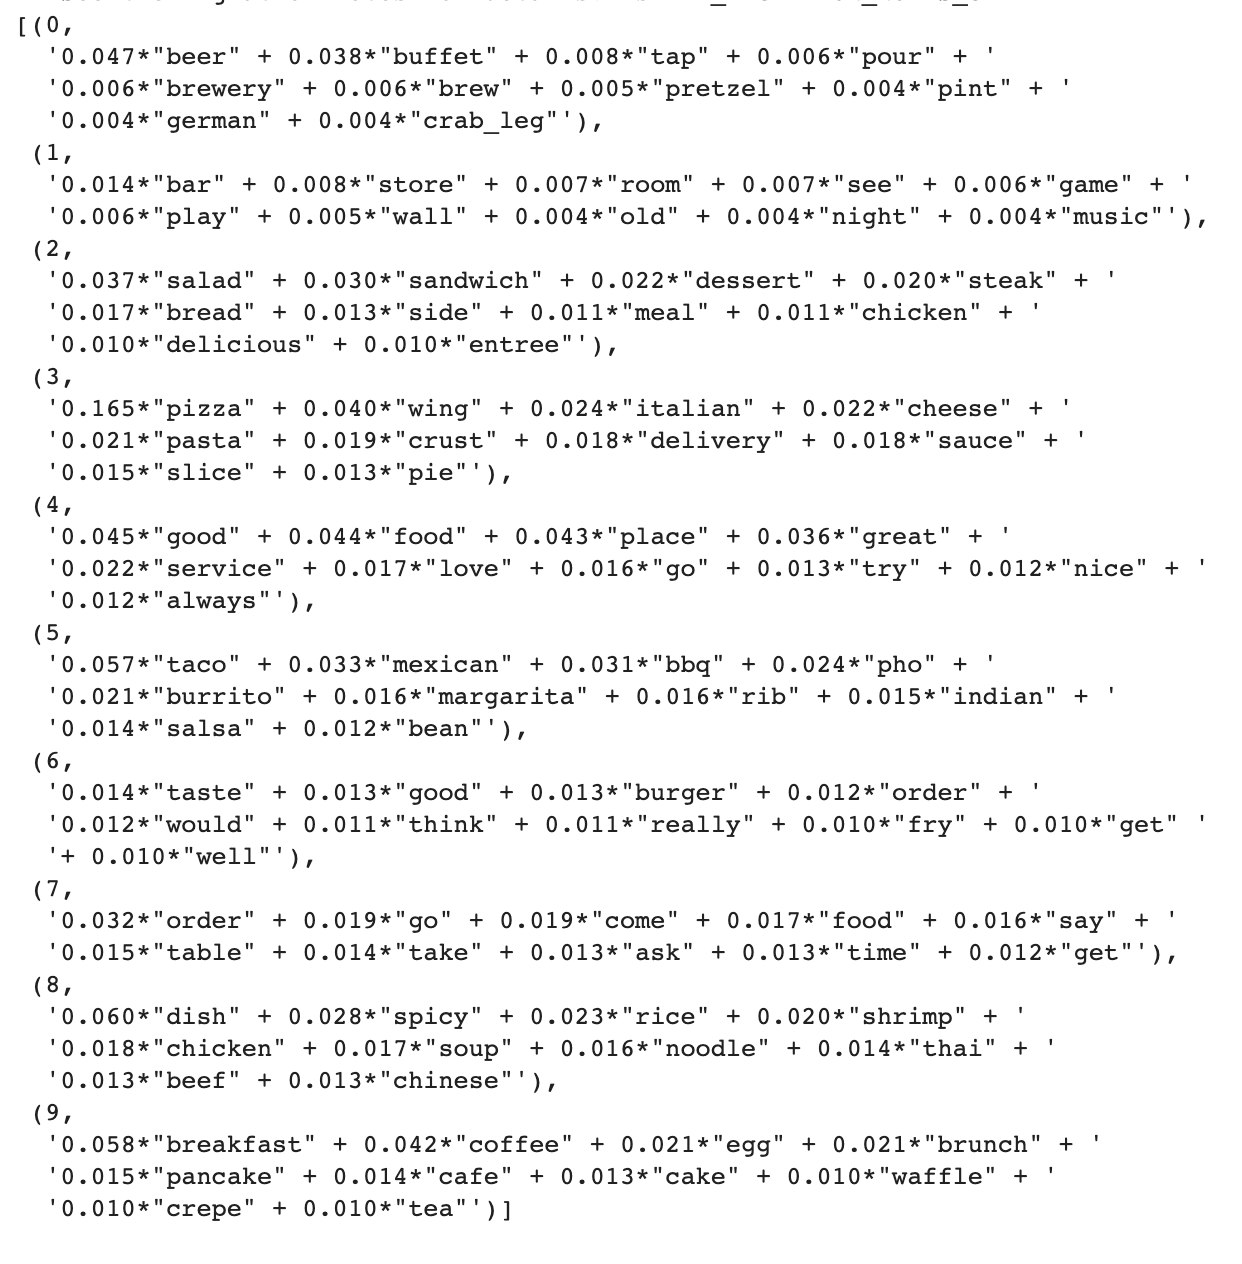 [(0,
'0.047*"beer" + 0.038*"buffet" + 0.008*"tap" + 0.006*"pour" + '
'0.006*"brewery" + 0.006*"brew" + 0.005*"pretzel" + 0.004*"pint" + '
'0.004*"german" + 0.004*"crab_leg"'),
(1,
'0.014*"bar" + 0.008*"store" + 0.007*"room" + 0.007*"see" + 0.006*"game" + '
'0.006*"play" + 0.005*"wall" + 0.004*"old" + 0.004*"night" + 0.004*"music"'),
(2,
'0.037*"salad" + 0.030*"sandwich" + 0.022*"dessert" + 0.020*"steak" + '
'0.017*"bread" + 0.013*"side" + 0.011*"meal" + 0.011*"chicken" + '
'0.010*"delicious" + 0.010*"entree"'),
(3,
'0.165*"pizza" + 0.040*"wing" + 0.024*"italian" + 0.022*"cheese" + '
'0.021*"pasta" + 0.019*"crust" + 0.018*"delivery" + 0.018*"sauce" + '
'0.015*"slice" + 0.013*"pie"'),
(4,
'0.045*"good" + 0.044*"food" + 0.043*"place" + 0.036*"great" + '
'0.022*"service" + 0.017*"love" + 0.016*"go" + 0.013*"try" + 0.012*"nice" + '
'0.012*"always"'),
(5,
'0.057*"taco" + 0.033*"mexican" + 0.031*"bbq" + 0.024*"pho" + '
'0.021*"burrito" + 0.016*"margarita" + 0.016*"rib" + 0.015*"indian" + '
'0.014*"salsa" + 0.012*"bean"'),
(6,
'0.014*"taste" + 0.013*"good" + 0.013*"burger" + 0.012*"order" + '
'0.012*"would" + 0.011*"think" + 0.011*"really" + 0.010*"fry" + 0.010*"get" '
'+ 0.010*"well"'),
(7,
'0.032*"order" + 0.019*"go" + 0.019*"come" + 0.017*"food" + 0.016*"say" + '
'0.015*"table" + 0.014*"take" + 0.013*"ask" + 0.013*"time" + 0.012*"get"'),
(8,
'0.060*"dish" + 0.028*"spicy" + 0.023*"rice" + 0.020*"shrimp" + '
'0.018*"chicken" + 0.017*"soup" + 0.016*"noodle" + 0.014*"thai" + '
'0.013*"beef" + 0.013*"chinese"'),
(9,
'0.058*"breakfast" + 0.042*"coffee" + 0.021*"egg" + 0.021*"brunch" + '
'0.015*"pancake" + 0.014*"cafe" + 0.013*"cake" + 0.010*"waffle" + '
'0.010*"crepe" + 0.010*"tea"')]